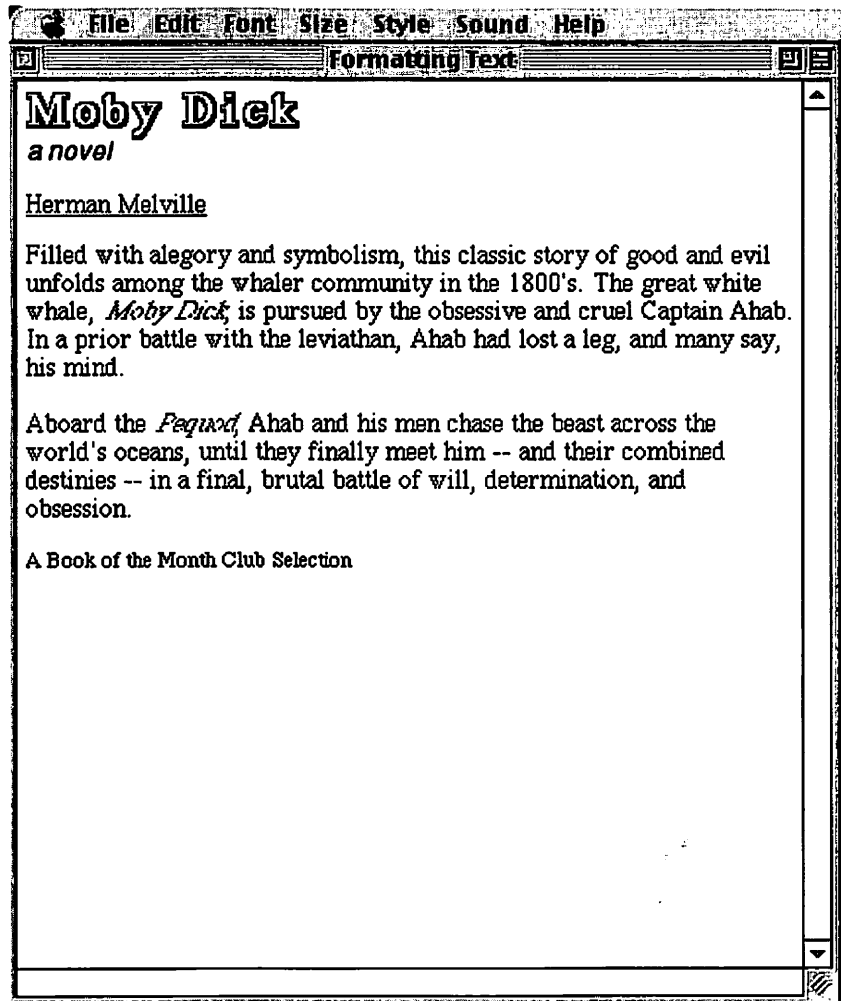 File Edit Font Size Style Sound Help
Formatting Text
Moby Dick
a novel
Herman Melville
Filled with alegory and symbolism, this classic story of good and evil
unfolds among the whaler community in the 1800's. The great white
whale, Moby Dick, is pursued by the obsessive and cruel Captain Ahab.
In a prior battle with the leviathan, Ahab had lost a leg, and many say,
his mind.
Aboard the Pequod, Ahab and his men chase the beast across the
world's oceans, until they finally meet him -- and their combined
destinies -- in a final, brutal battle of will, determination, and
obsession.
A Book of the Month Club Selection